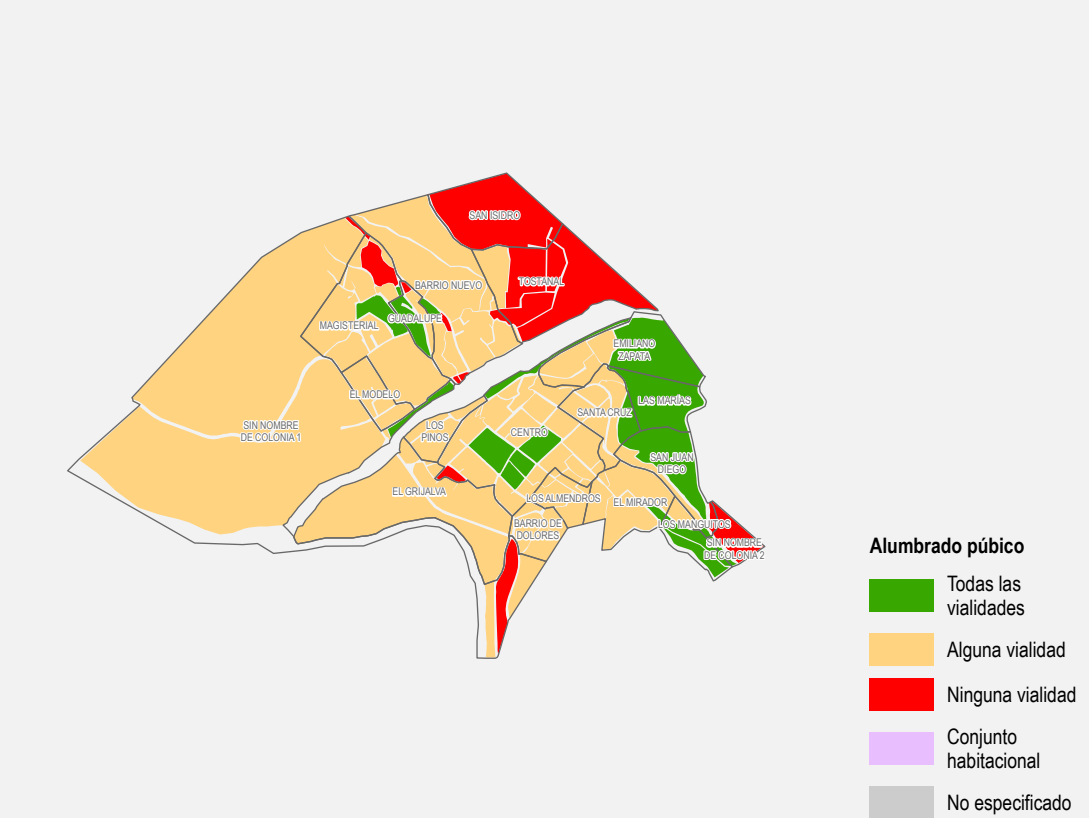 SAN ISIDRO
TOSTANAL
BARRIO NUEVO
GUADALUPE
MAGISTERIAL
EMILIANO
ZAPATA
EL MODELO
LAS MARÍAS
SANTA CRUZ
SIN NOMBRE
DE COLONIA 1
LOS
PINOS
CENTRO
SAN JUAN
DIEGO
EL GRIJALVA
LOS ALMENDROS
EL MIRADOR
BARRIO DE
DOLORES
LOS MANGUITOS
SIN NOMBRE
DE COLONIA 2
Alumbrado púbico
Todas las
vialidades
Alguna vialidad
Ninguna vialidad
Conjunto
habitacional
No especificado